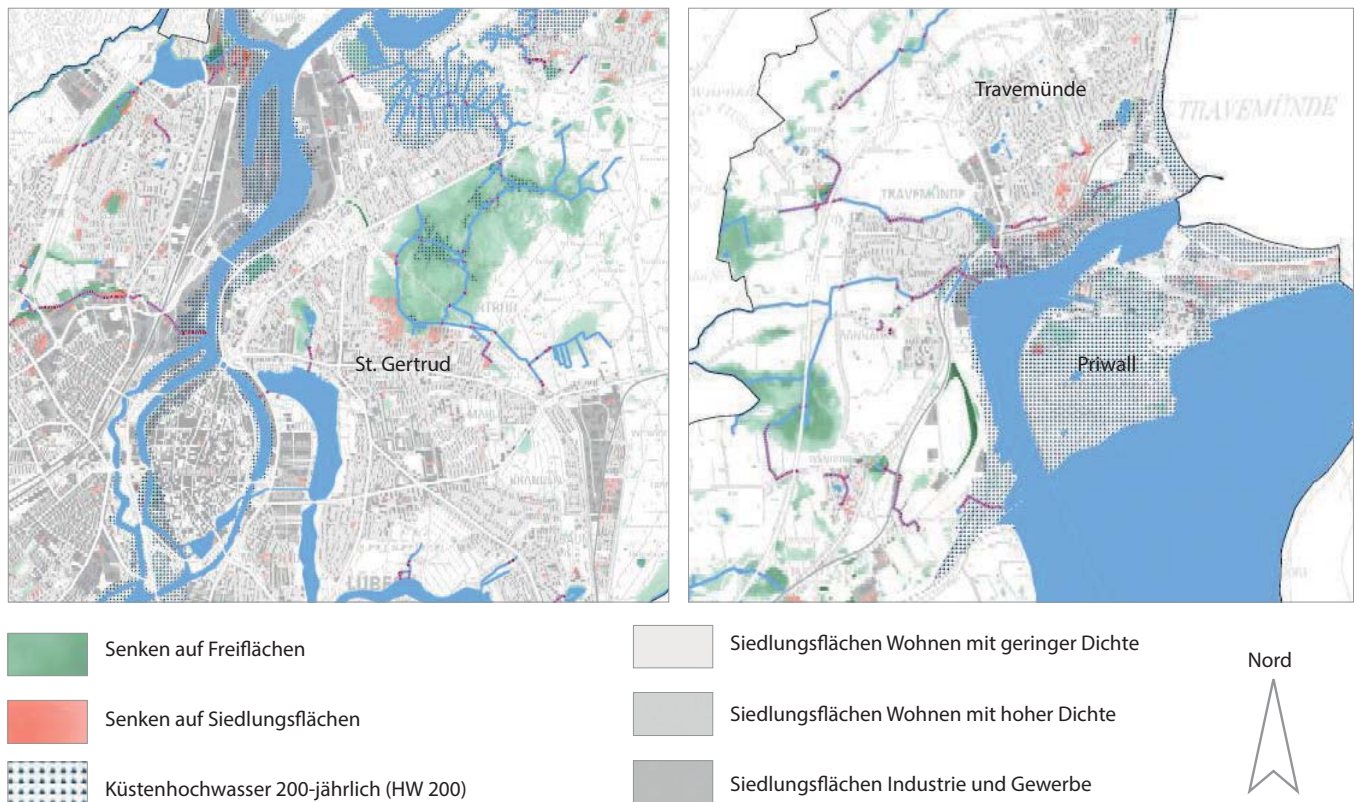 St. Gertrud
Travemünde
TRAVEMÜNDE
TRAVEMÜNDE
Priwall
Senken auf Freiflächen
Senken auf Siedlungsflächen
Küstenhochwasser 200-jährlich (HW 200)
Siedlungsflächen Wohnen mit geringer Dichte
Siedlungsflächen Wohnen mit hoher Dichte
Siedlungsflächen Industrie und Gewerbe
Nord